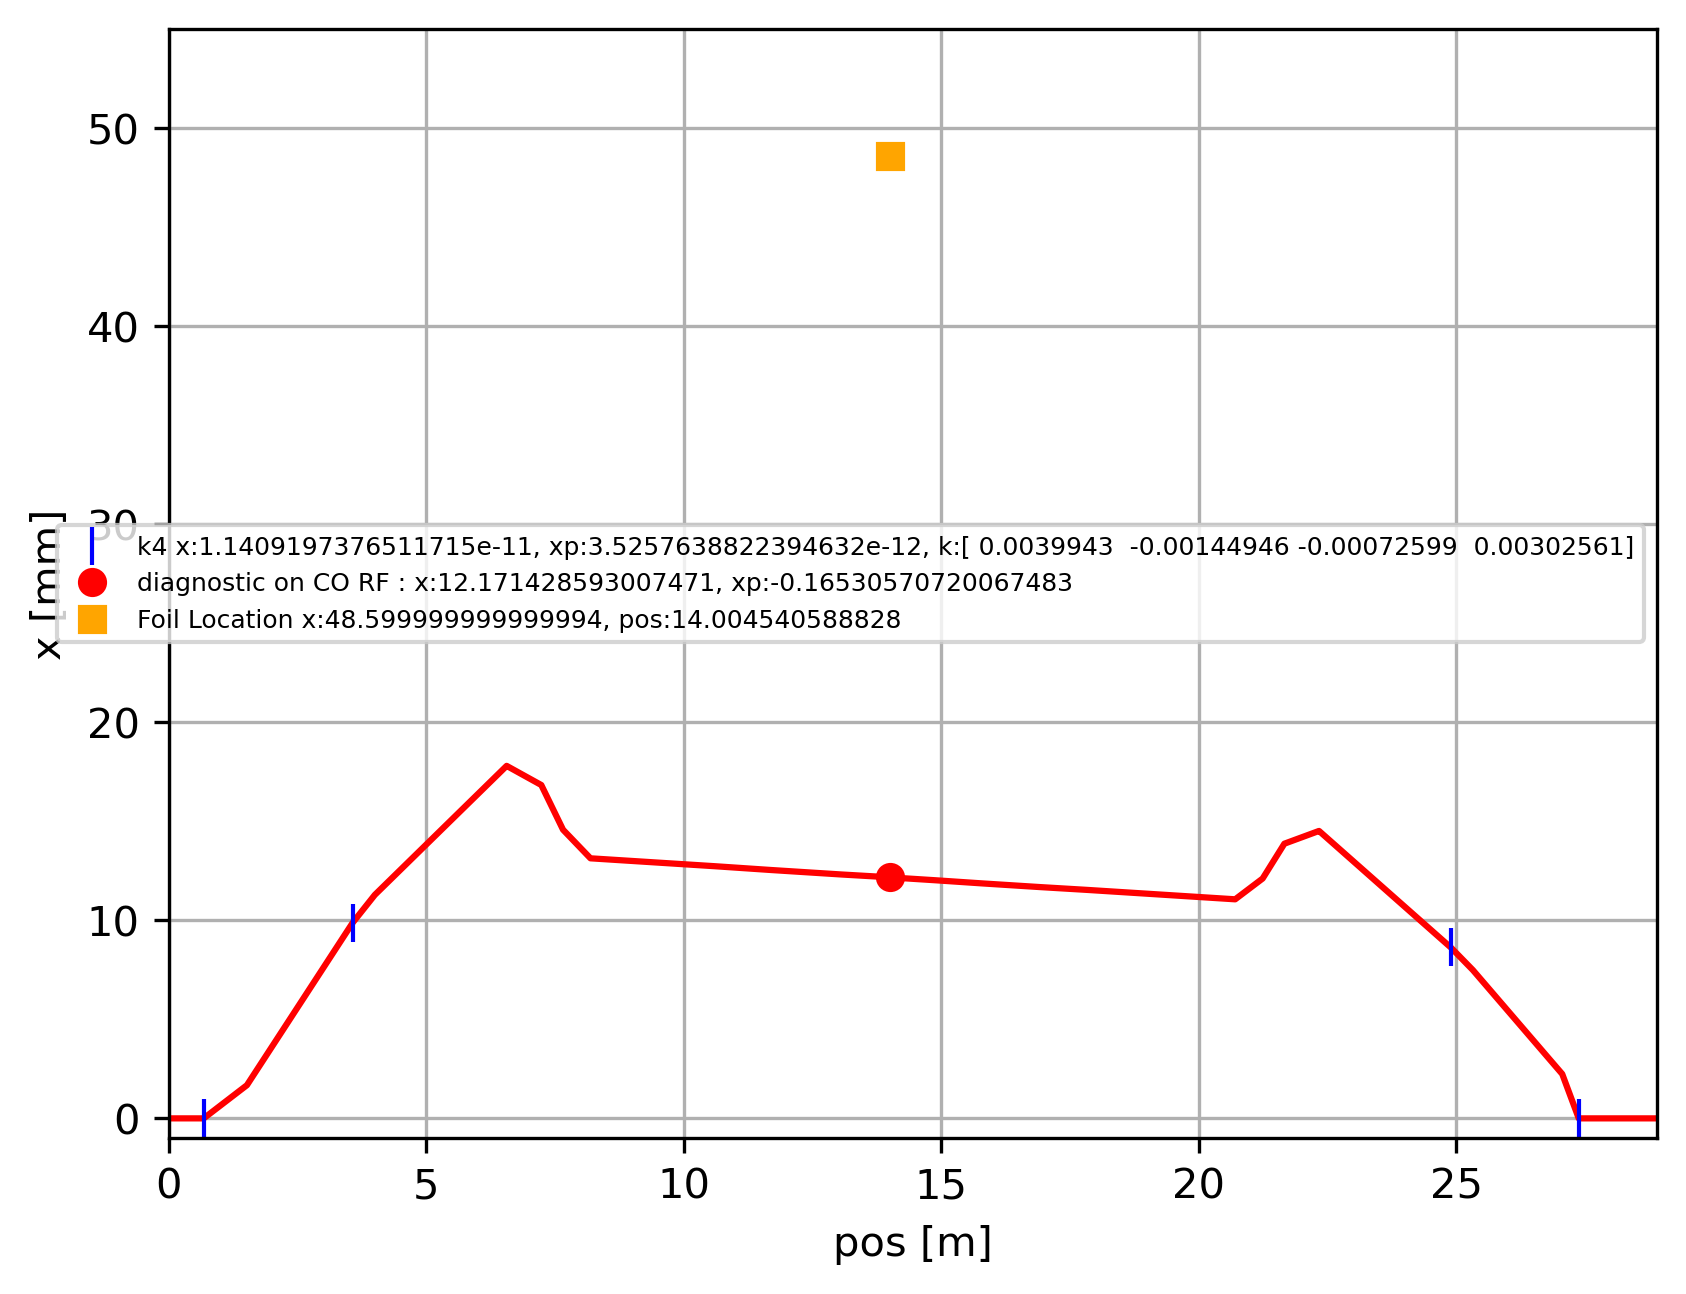 50
40
30
20
10
0
x [mm]
k4 x:1.1409197376511715e-11, xp:3.5257638822394632e-12, k:[ 0.0039943  -0.00144946 -0.00072599  0.00302561]
diagnostic on CO RF : x:12.171428593007471, xp:-0.16530570720067483
Foil Location x:48.599999999999994, pos:14.004540588828
0 5 10 15 20 25
pos [m]